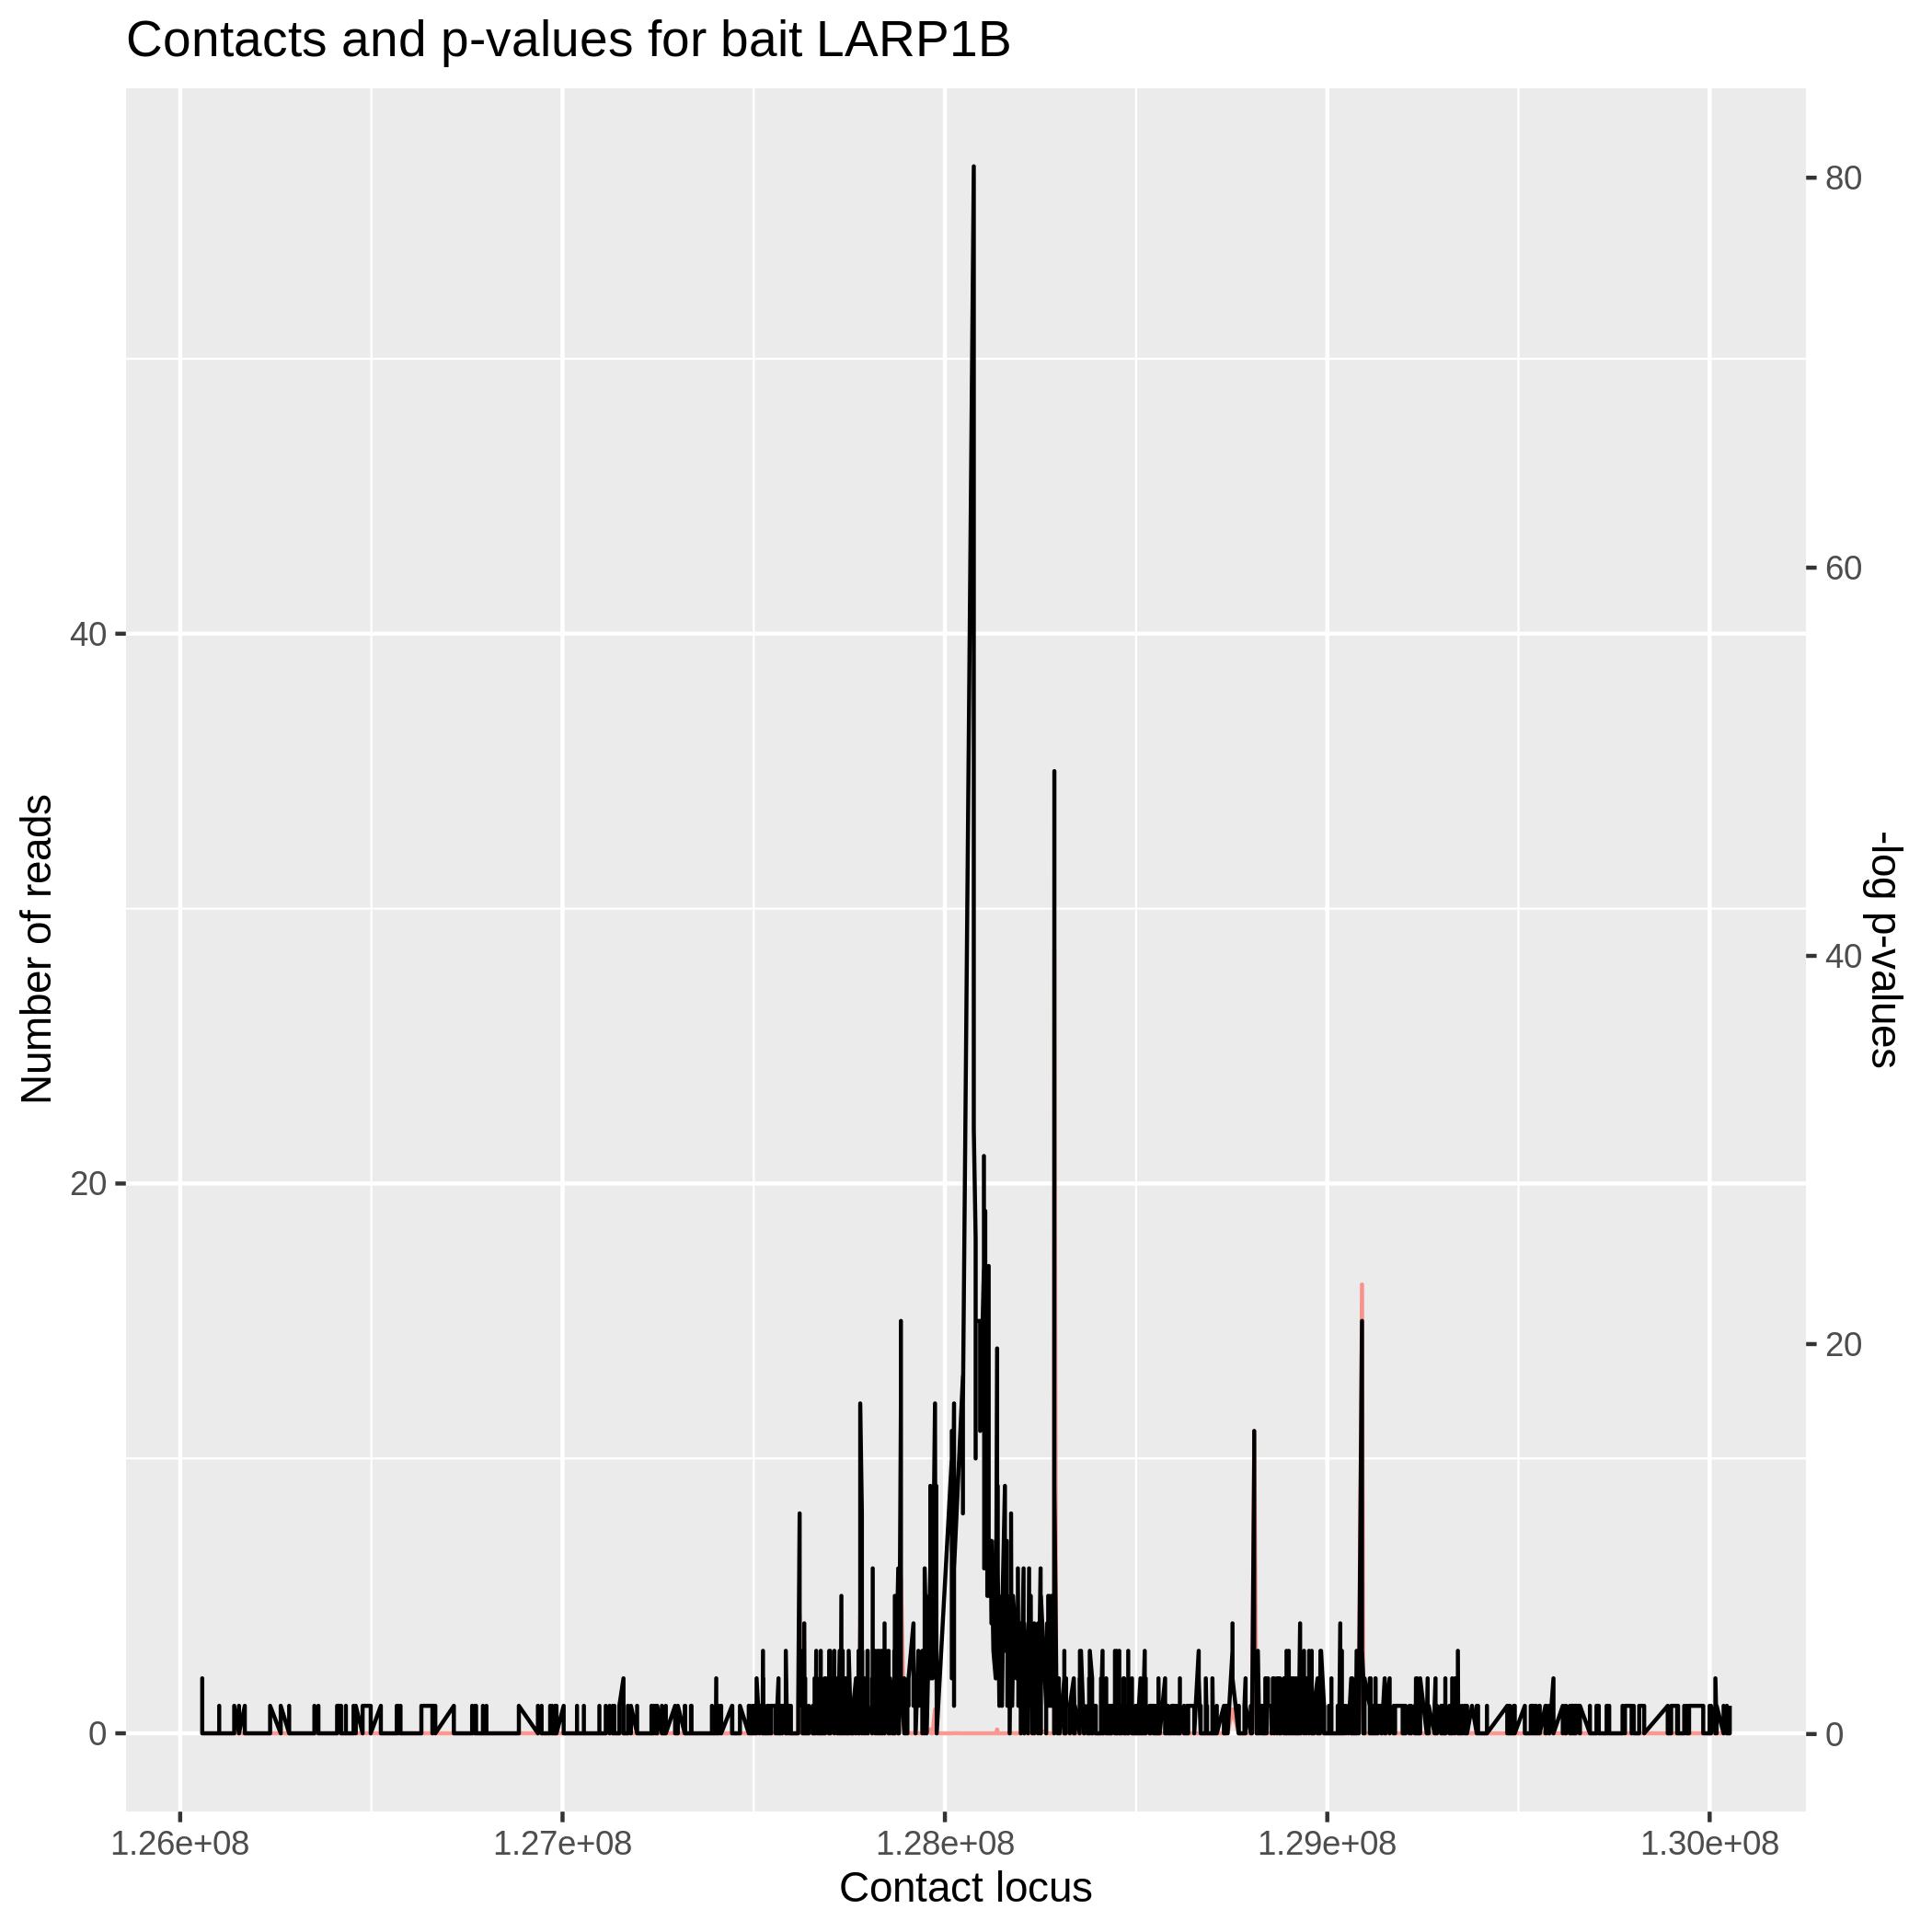 Contacts and p-values for bait LARP1B
80
60
40
40
20
20
0
0
Number of reads
-log p-values
1.26e+08 1.27e+08 1.28e+08 1.29e+08 1.30e+08
Contact locus